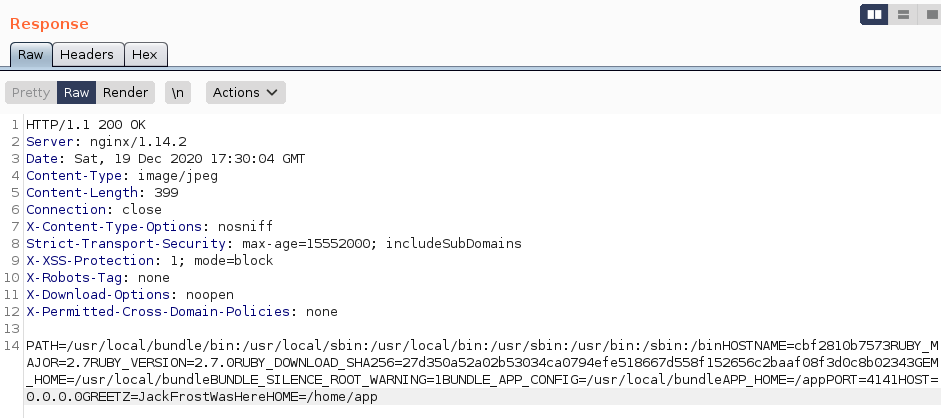 Response
Raw Headers Hex
Pretty Raw Render \n Actions
1 HTTP/1.1 200 OK
2 Server: nginx/1.14.2
3 Date: Sat, 19 Dec 2020 17:30:04 GMT
4 Content-Type: image/jpeg
5 Content-Length: 399
6 Connection: close
7 X-Content-Type-Options: nosniff
8 Strict-Transport-Security: max-age=15552000; includeSubDomains
9 X-XSS-Protection: 1; mode=block
10 X-Robots-Tag: none
11 X-Download-Options: noopen
12 X-Permitted-Cross-Domain-Policies: none
13
14 PATH=/usr/local/bundle/bin:/usr/local/sbin:/usr/local/bin:/usr/sbin:/usr/bin:/sbin:/binHOSTNAME=cbf2810b7573RUBY_M
AJOR=2.7RUBY_VERSION=2.7.0RUBY_DOWNLOAD_SHA256=27d350a52a02b53034ca0794efe518667d558f152656c2baaf08f3d0c8b02343GEM
_HOME=/usr/local/bundleBUNDLE_SILENCE_ROOT_WARNING=1BUNDLE_APP_CONFIG=/usr/local/bundleAPP_HOME=/appPORT=4141HOST=
0.0.0.0GREETZ=JackFrostWasHereHOME=/home/app